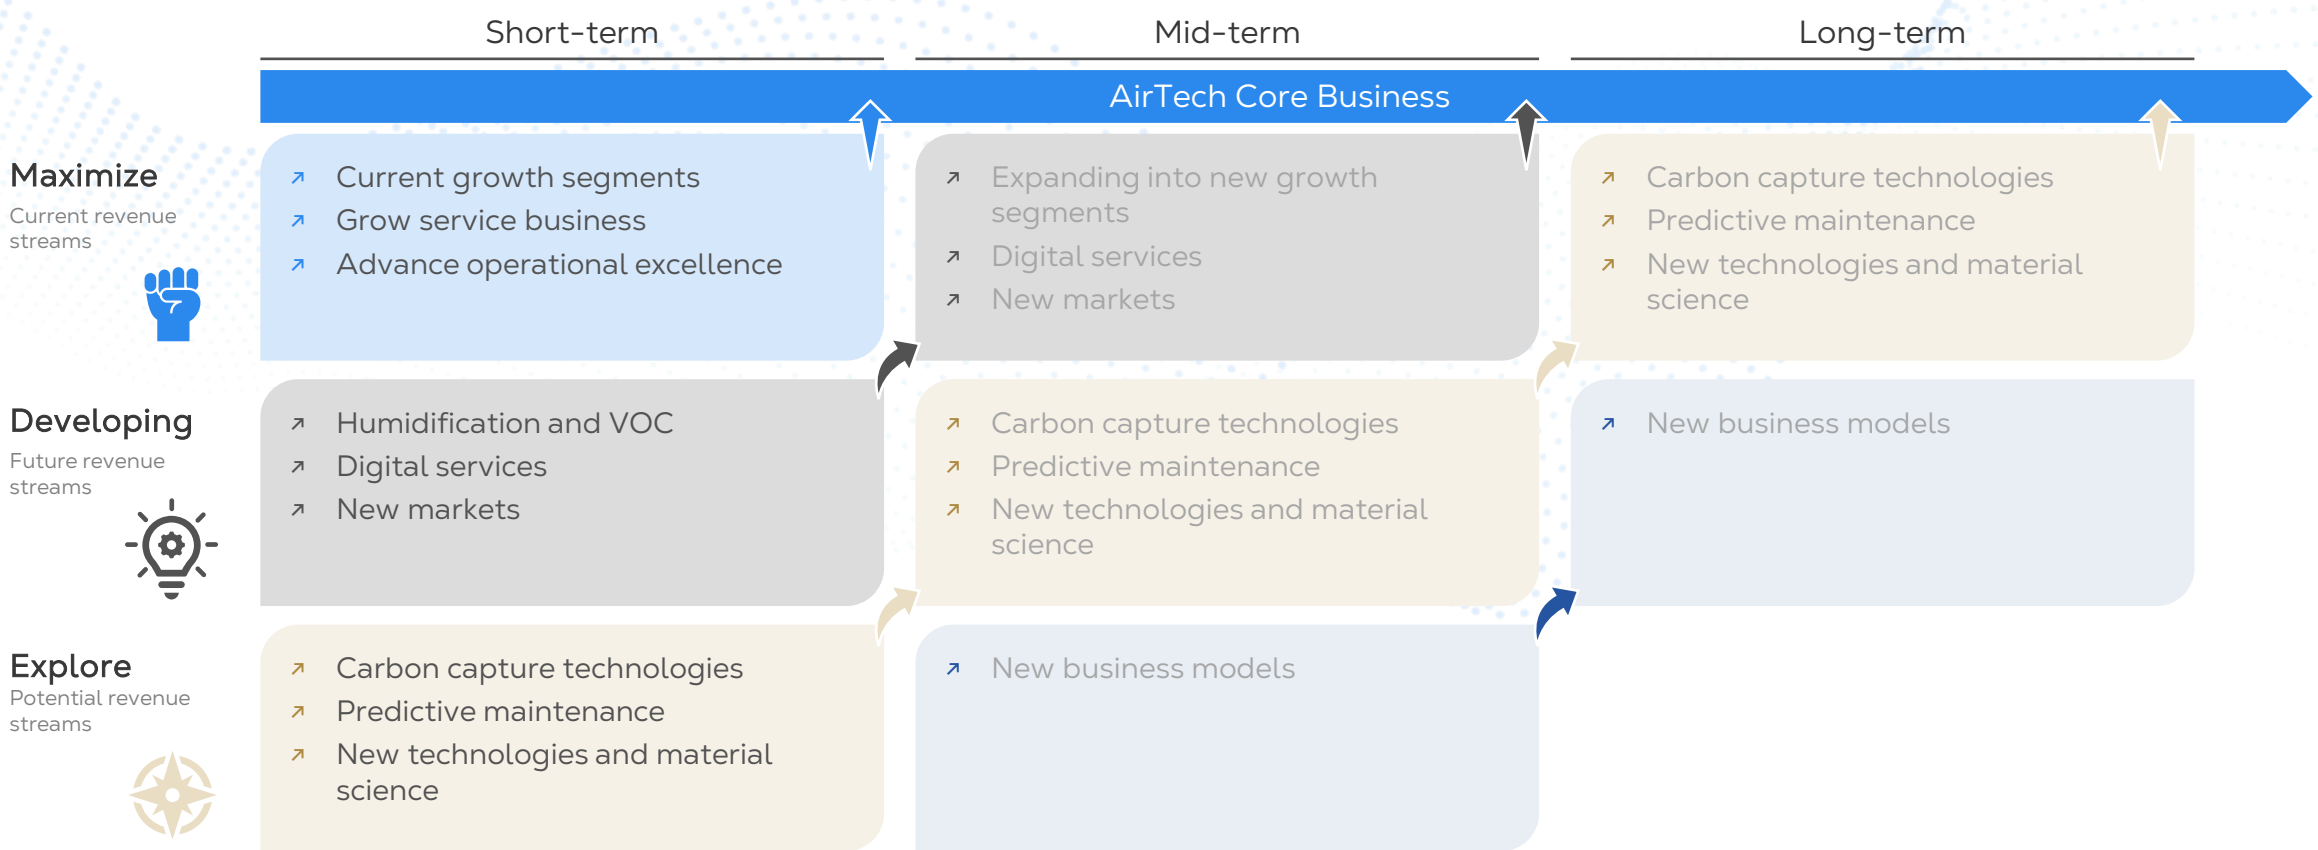 Short-term
Mid-term
Long-term
AirTech Core Business
Maximize
Current revenue
streams
Current growth segments
Grow service business
Advance operational excellence
Expanding into new growth
segments
Digital services
New markets
Carbon capture technologies
Predictive maintenance
New technologies and material
science
Developing
Future revenue
streams
Humidification and VOC
Digital services
New markets
Carbon capture technologies
Predictive maintenance
New technologies and material
science
New business models
Explore
Potential revenue
streams
Carbon capture technologies
Predictive maintenance
New technologies and material
science
New business models